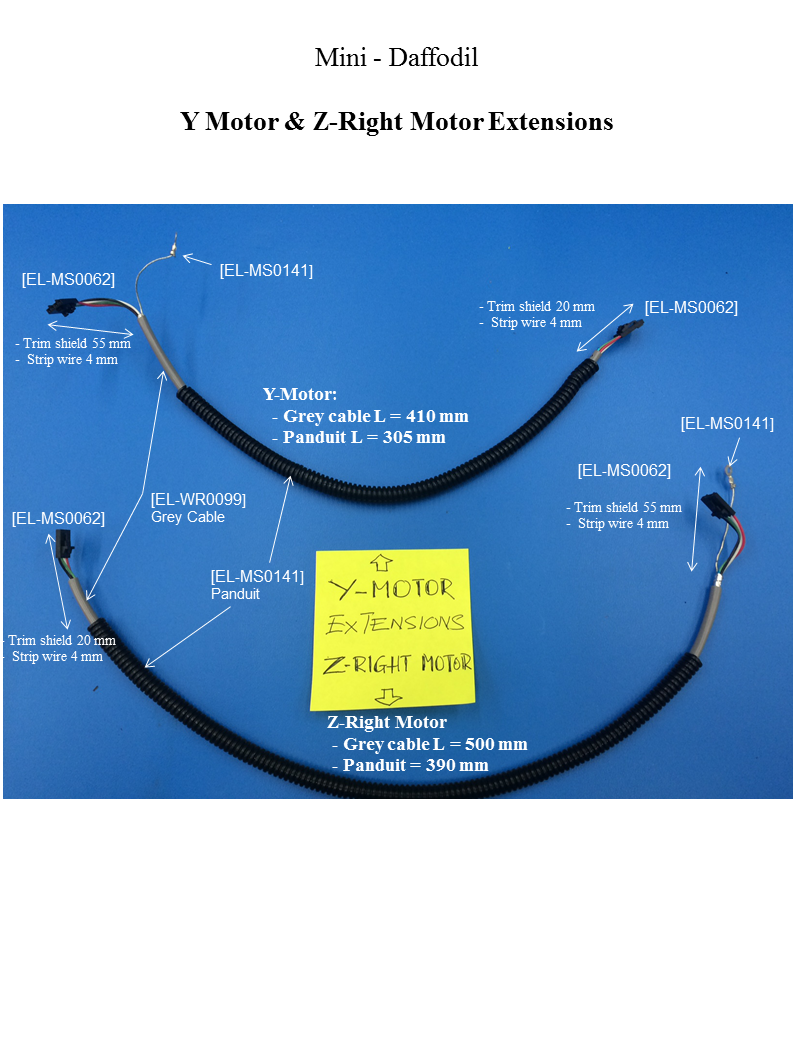 Mini - Daffodil
Y Motor & Z-Right Motor Extensions
[EL-MS0141]
[EL-MS0062]
- Trim shield 55 mm
- Strip wire 4 mm
- Trim shield 20 mm
- Strip wire 4 mm
[EL-MS0062]
Y-Motor:
- Grey cable L = 410 mm
- Panduit L = 305 mm
[EL-MS0141]
[EL-MS0062]
- Trim shield 55 mm
- Strip wire 4 mm
[EL-WR0099]
Grey Cable
[EL-MS0062]
[EL-MS0141]
Panduit
Y-MOTOR
EXTENSIONS
Z-RIGHT MOTOR
Trim shield 20 mm
- Strip wire 4 mm
Z-Right Motor
- Grey cable L = 500 mm
- Panduit = 390 mm